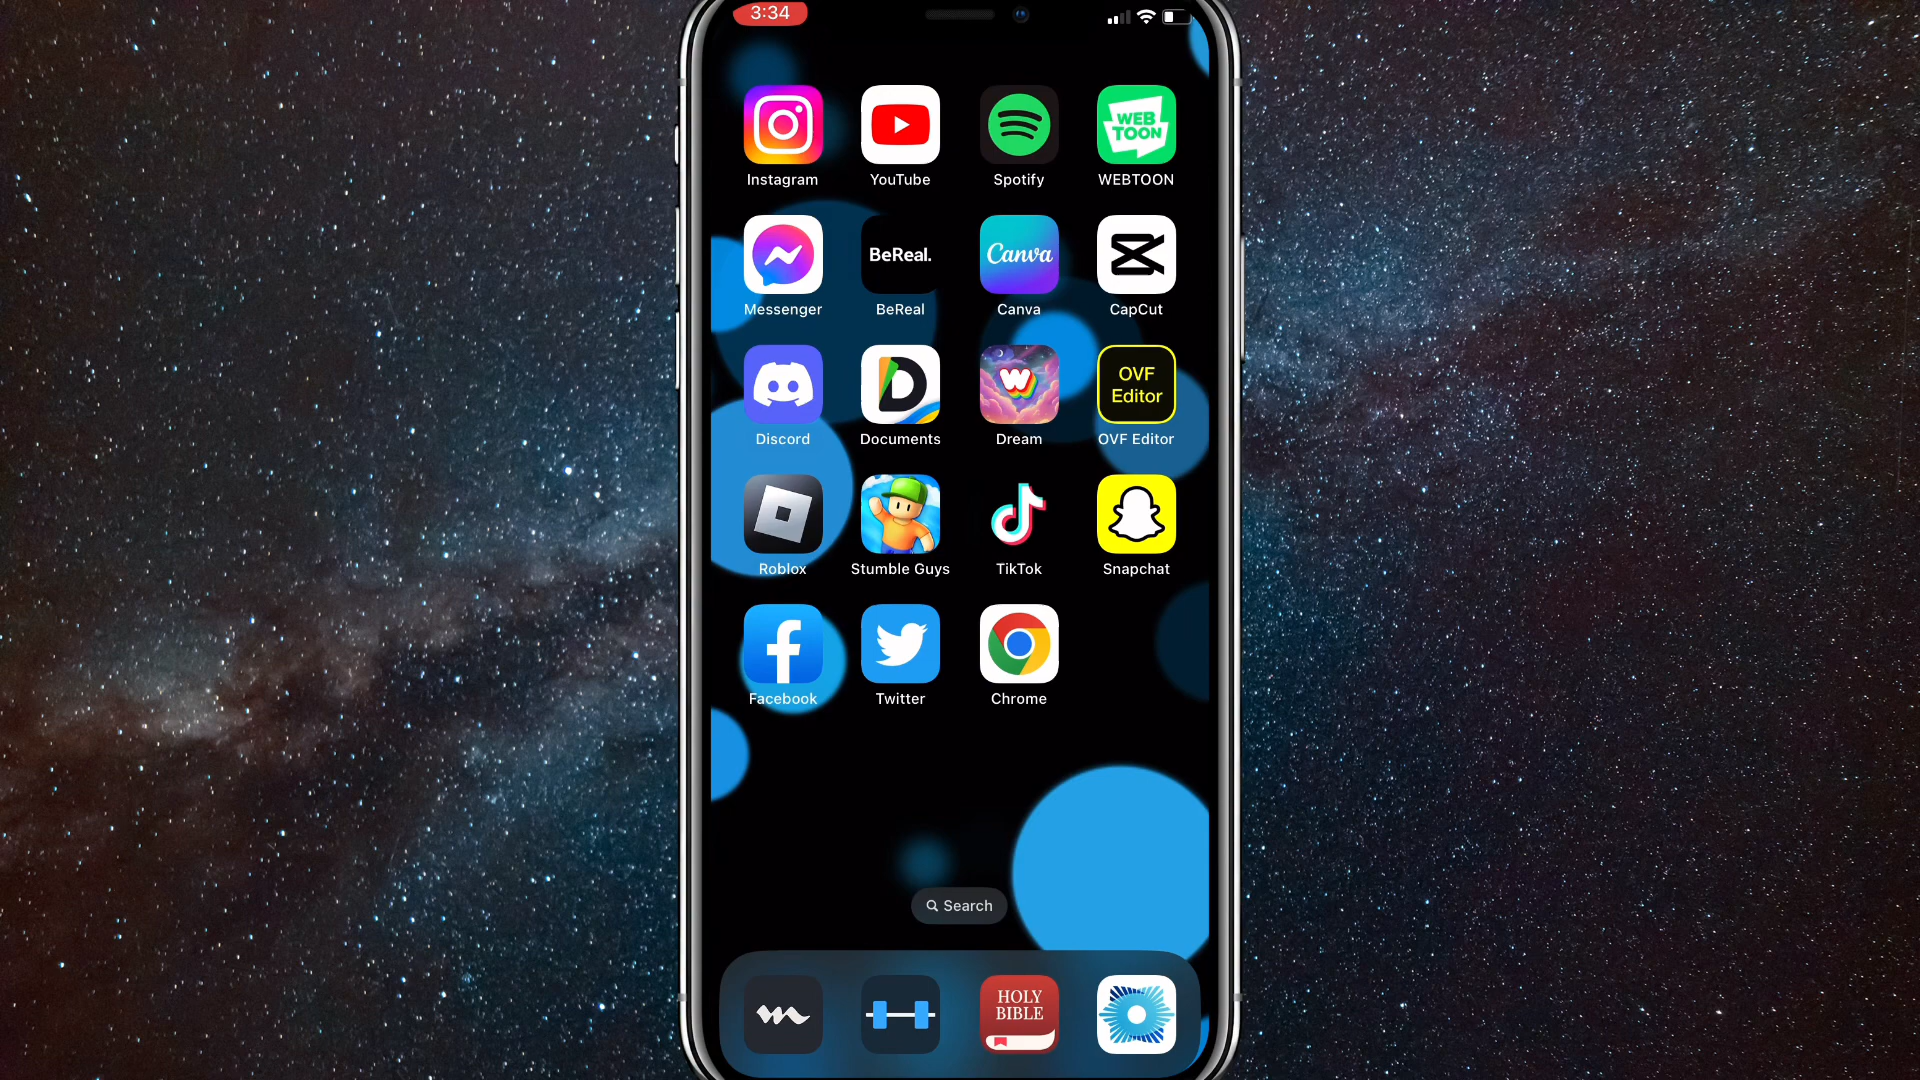 3:34
Instagram
YouTube
Spotify
WEB
TOON
WEBTOON
Messenger
BeReal.
BeReal
Canva
Canva
CapCut
Discord
Documents
Dream
OVF
Editor
OVF Editor
Roblox
Stumble Guys
TikTok
Snapchat
Facebook
Twitter
Chrome
Search
HOLY
BIBLE